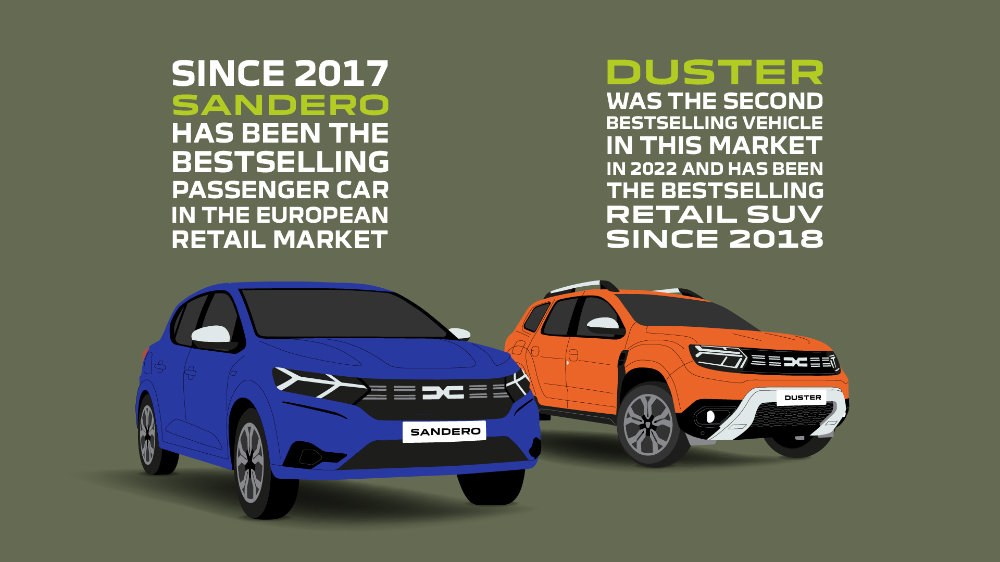 SINCE 2017
SANDERO
HAS BEEN THE
BESTSELLING
PASSENGER CAR
IN THE EUROPEAN
RETAIL MARKET
DUSTER
WAS THE SECOND
BESTSELLING VEHICLE
IN THIS MARKET
IN 2022 AND HAS BEEN
THE BESTSELLING
RETAIL SUV
SINCE 2018
SANDERO
DUSTER